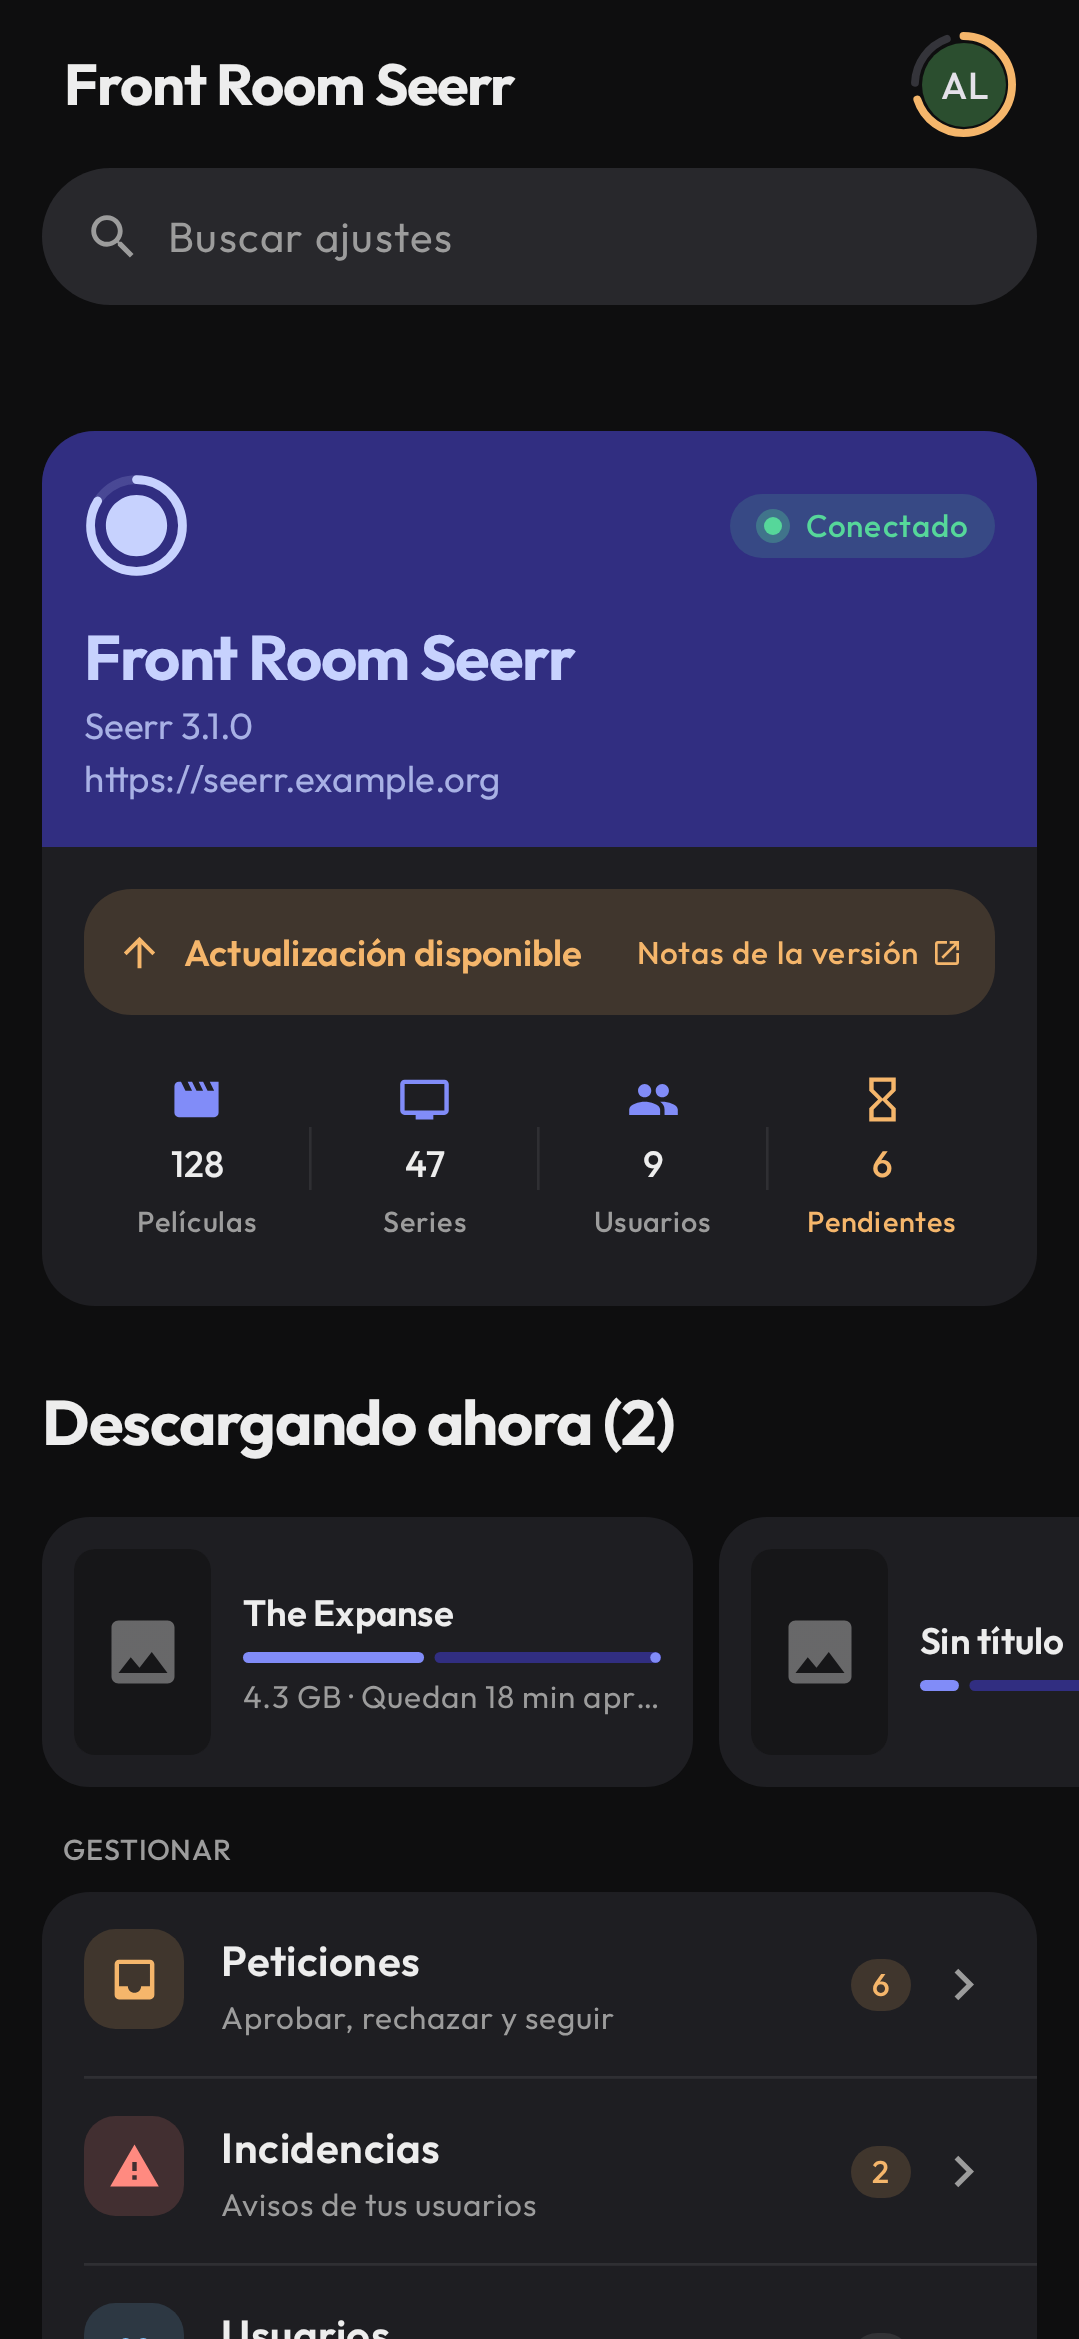 Front Room Seerr
AL
Buscar ajustes
Conectado
Front Room Seerr
Seerr 3.1.0
https://seerr.example.org
Actualización disponible
Notas de la versión
128
Películas
47
Series
9
Usuarios
6
Pendientes
Descargando ahora (2)
The Expanse
4.3 GB · Quedan 18 min apr…
Sin título
GESTIONAR
Peticiones
Aprobar, rechazar y seguir
6
Incidencias
Avisos de tus usuarios
2
Usuarios